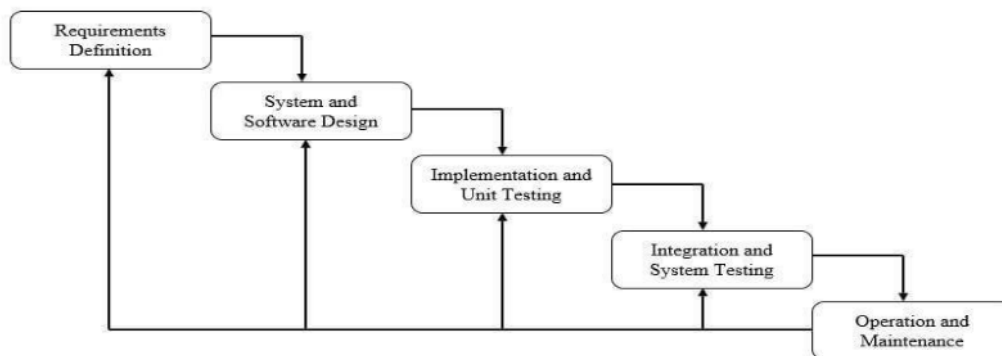 Requirements
Definition
System and
Software Design
Implementation and
Unit Testing
Integration and
System Testing
Operation and
Maintenance